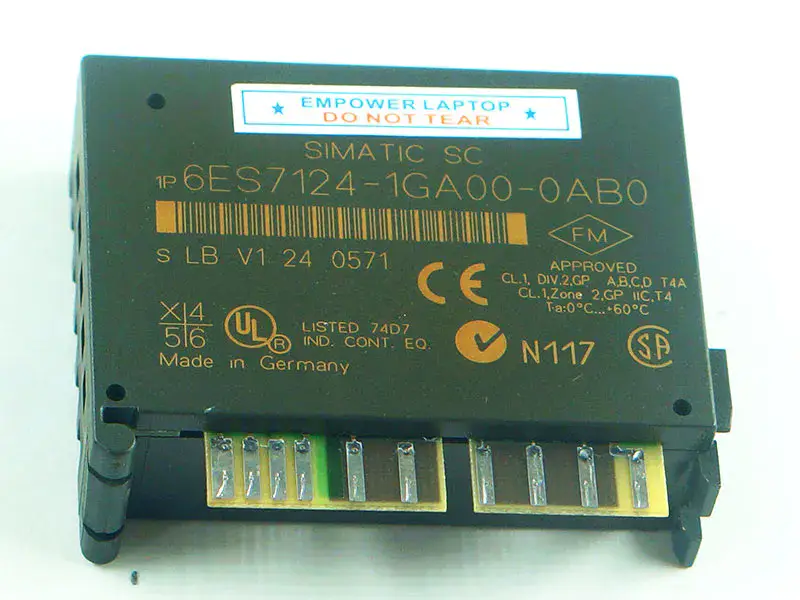 ★ EMPOWER LAPTOP ★
DO NOT TEAR
SIMATIC SC
1P 6ES7124-1GA00-0AB0
S LB V1 24 0571
FM
APPROVED
CL.1, DIV.2,GP A,B,C,D T4A
CL.1,Zone 2,GP IIC,T4
Ta:0°C...+60°C
CE
X 4
5 6
UL ®
LISTED 74D7
IND. CONT. EQ.
N117
SA
Made in Germany